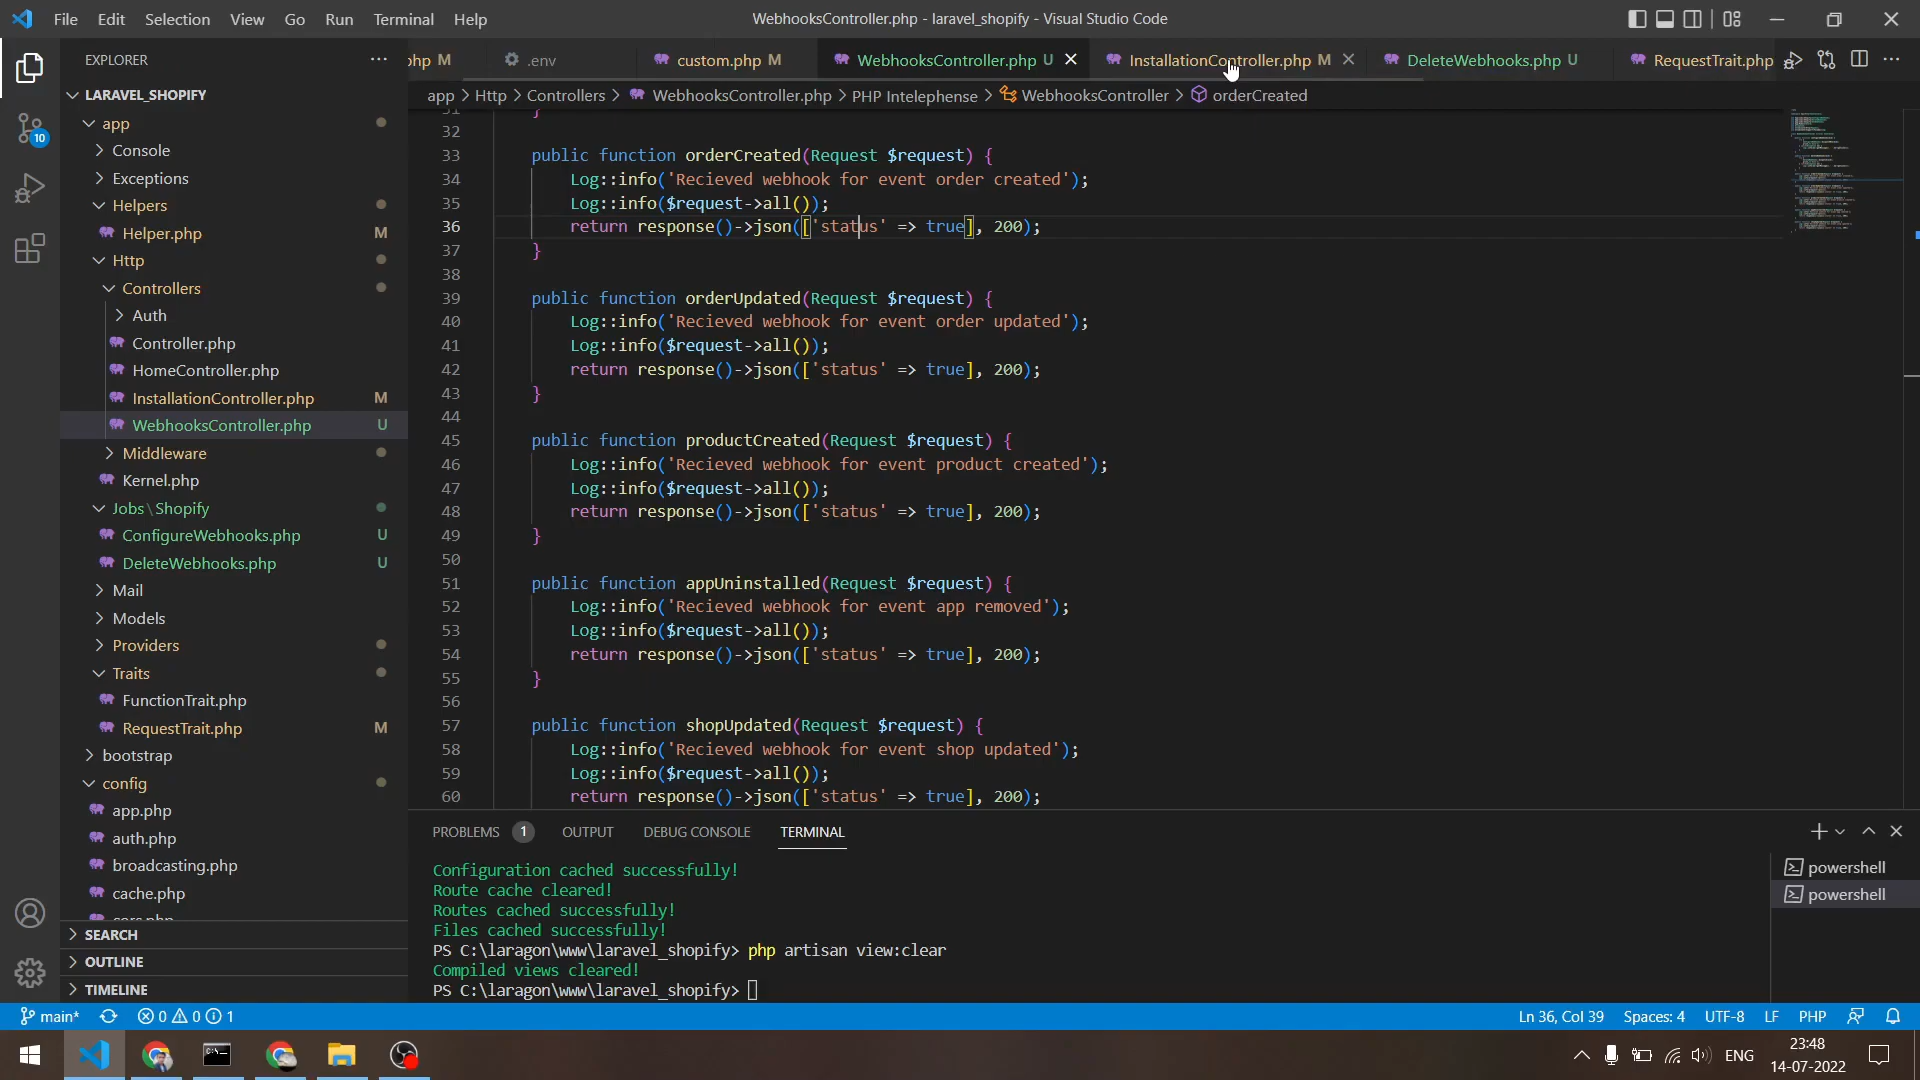 File Edit Selection View Go Run Terminal Help
WebhooksController.php - laravel_shopify - Visual Studio Code
EXPLORER
php M
.env
custom.php M
WebhooksController.php U
InstallationController.php M
DeleteWebhooks.php U
RequestTrait.php
app > Http > Controllers > WebhooksController.php > PHP Intelephense > WebhooksController > orderCreated
LARAVEL_SHOPIFY
app
Console
Exceptions
Helpers
Helper.php M
Http
Controllers
Auth
Controller.php
HomeController.php
InstallationController.php M
WebhooksController.php U
Middleware
Kernel.php
Jobs\Shopify
ConfigureWebhooks.php U
DeleteWebhooks.php U
Mail
Models
Providers
Traits
FunctionTrait.php
RequestTrait.php M
bootstrap
config
app.php
auth.php
broadcasting.php
cache.php
cors.php
SEARCH
OUTLINE
TIMELINE
10
31 }
32
33 public function orderCreated(Request $request) {
34 Log::info('Recieved webhook for event order created');
35 Log::info($request->all());
36 return response()->json(['status' => true], 200);
37 }
38
39 public function orderUpdated(Request $request) {
40 Log::info('Recieved webhook for event order updated');
41 Log::info($request->all());
42 return response()->json(['status' => true], 200);
43 }
44
45 public function productCreated(Request $request) {
46 Log::info('Recieved webhook for event product created');
47 Log::info($request->all());
48 return response()->json(['status' => true], 200);
49 }
50
51 public function appUninstalled(Request $request) {
52 Log::info('Recieved webhook for event app removed');
53 Log::info($request->all());
54 return response()->json(['status' => true], 200);
55 }
56
57 public function shopUpdated(Request $request) {
58 Log::info('Recieved webhook for event shop updated');
59 Log::info($request->all());
60 return response()->json(['status' => true], 200);
PROBLEMS 1 OUTPUT DEBUG CONSOLE TERMINAL
Configuration cached successfully!
Route cache cleared!
Routes cached successfully!
Files cached successfully!
PS C:\laragon\www\laravel_shopify> php artisan view:clear
Compiled views cleared!
PS C:\laragon\www\laravel_shopify>
powershell
powershell
main* 0 0 1
Ln 36, Col 39 Spaces: 4 UTF-8 LF PHP
ENG
23:48
14-07-2022